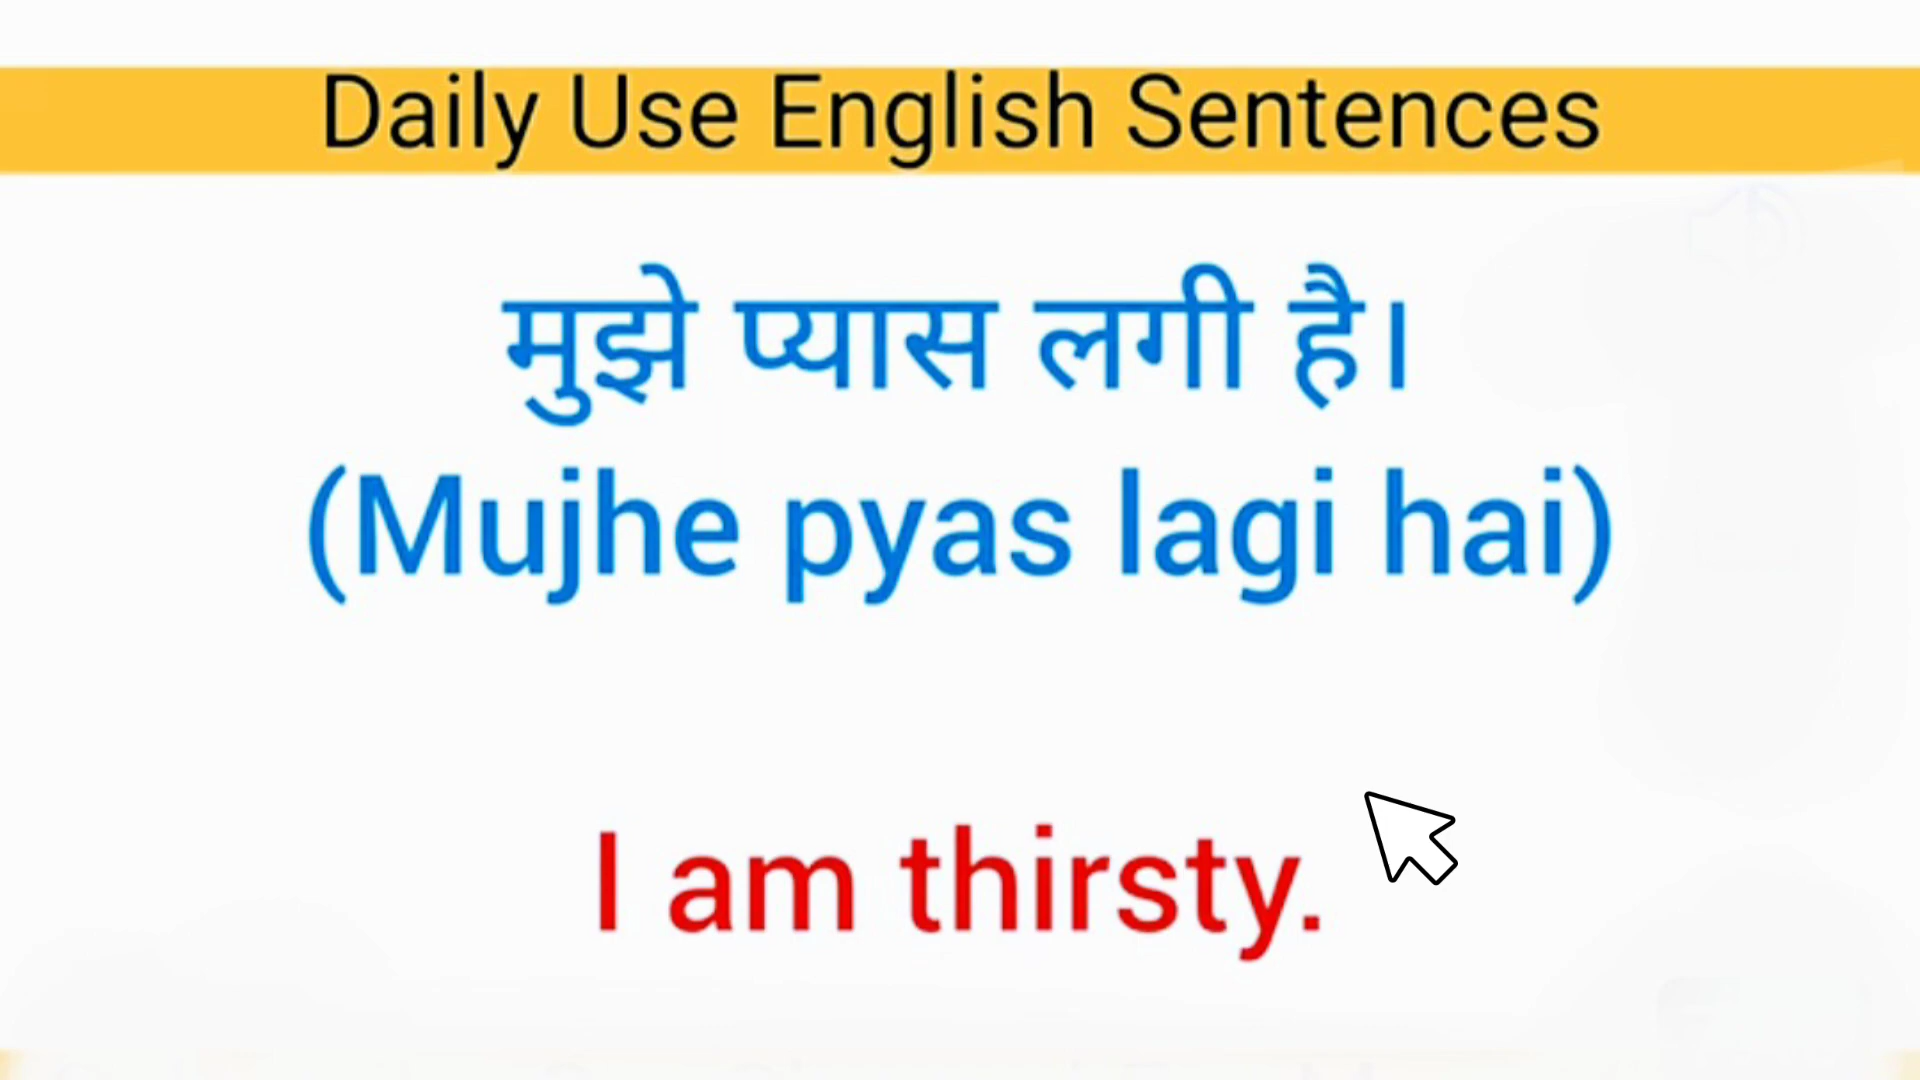 Daily Use English Sentences
मुझे प्यास लगी है।
(Mujhe pyas lagi hai)
I am thirsty.